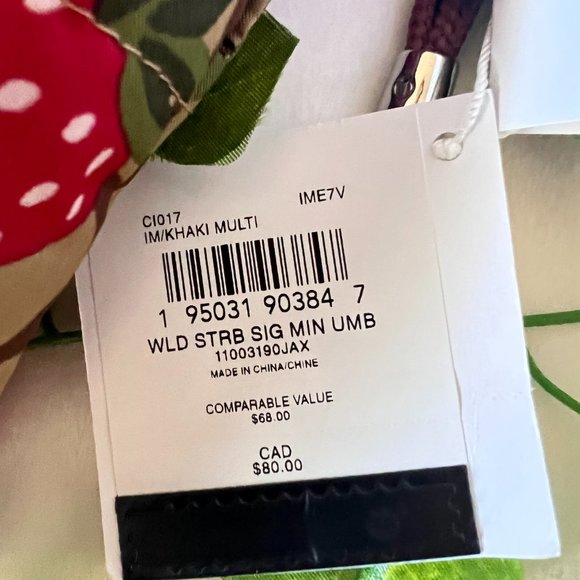 CI017 IME7V
IM/KHAKI MULTI
1 95031 90384 7
WLD STRB SIG MIN UMB
11003190JAX
MADE IN CHINA/CHINE
COMPARABLE VALUE
$68.00
CAD
$80.00